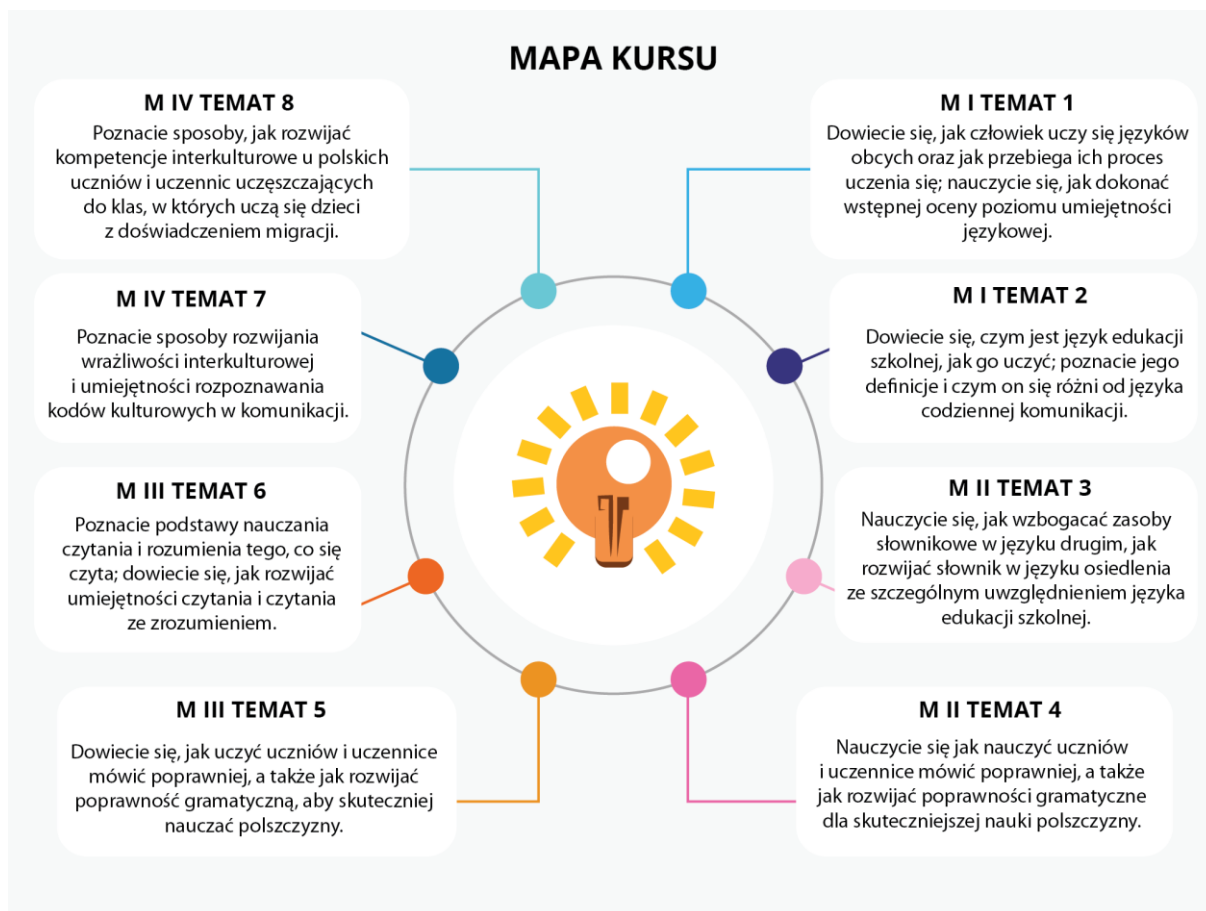 MAPA KURSU
M I TEMAT 1
Dowiecie się, jak człowiek uczy się języków
obcych oraz jak przebiega ich proces
uczenia się; nauczycie się, jak dokonać
wstępnej oceny poziomu umiejętności
językowej.
M I TEMAT 2
Dowiecie się, czym jest język edukacji
szkolnej, jak go uczyć; poznacie jego
definicje i czym on się różni od języka
codziennej komunikacji.
M II TEMAT 3
Nauczycie się, jak wzbogacać zasoby
słownikowe w języku drugim, jak
rozwijać słownik w języku osiedlenia
ze szczególnym uwzględnieniem języka
edukacji szkolnej.
M II TEMAT 4
Nauczycie się jak nauczyć uczniów
i uczennice mówić poprawniej, a także
jak rozwijać poprawności gramatyczne
dla skuteczniejszej nauki polszczyzny.
M III TEMAT 5
Dowiecie się, jak uczyć uczniów i uczennice
mówić poprawniej, a także jak rozwijać
poprawność gramatyczną, aby skuteczniej
nauczać polszczyzny.
M III TEMAT 6
Poznacie podstawy nauczania
czytania i rozumienia tego, co się
czyta; dowiecie się, jak rozwijać
umiejętności czytania i czytania
ze zrozumieniem.
M IV TEMAT 7
Poznacie sposoby rozwijania
wrażliwości interkulturowej
i umiejętności rozpoznawania
kodów kulturowych w komunikacji.
M IV TEMAT 8
Poznacie sposoby, jak rozwijać
kompetencje interkulturowe u polskich
uczniów i uczennic uczęszczających
do klas, w których uczą się dzieci
z doświadczeniem migracji.